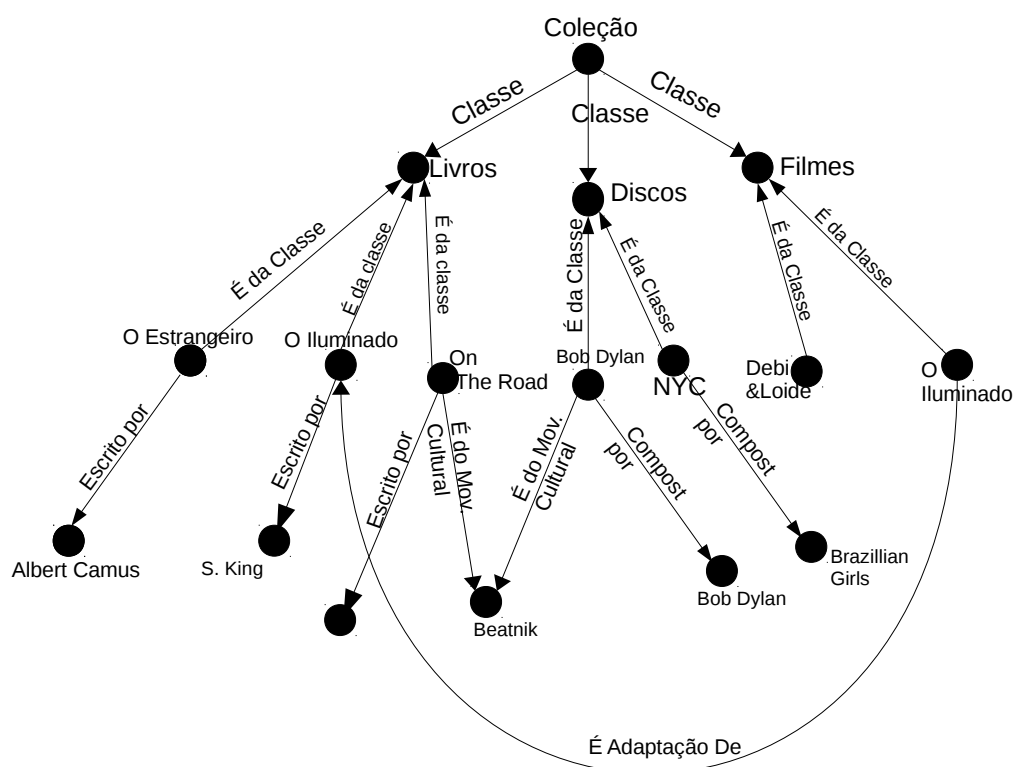 Coleção
Classe
Classe
Classe
Livros
Discos
Filmes
É da Classe
É da classe
É da classe
É da Classe
É da Classe
É da Classe
É da Classe
O Estrangeiro
O Iluminado
On
The Road
Bob Dylan
NYC
Debi
&Loide
O
Iluminado
Escrito por
Escrito por
Escrito por
É do Mov.
Cultural
É do Mov.
Cultural
Compost
por
Compost
por
Albert Camus
S. King
Beatnik
Bob Dylan
Brazillian
Girls
É Adaptação De